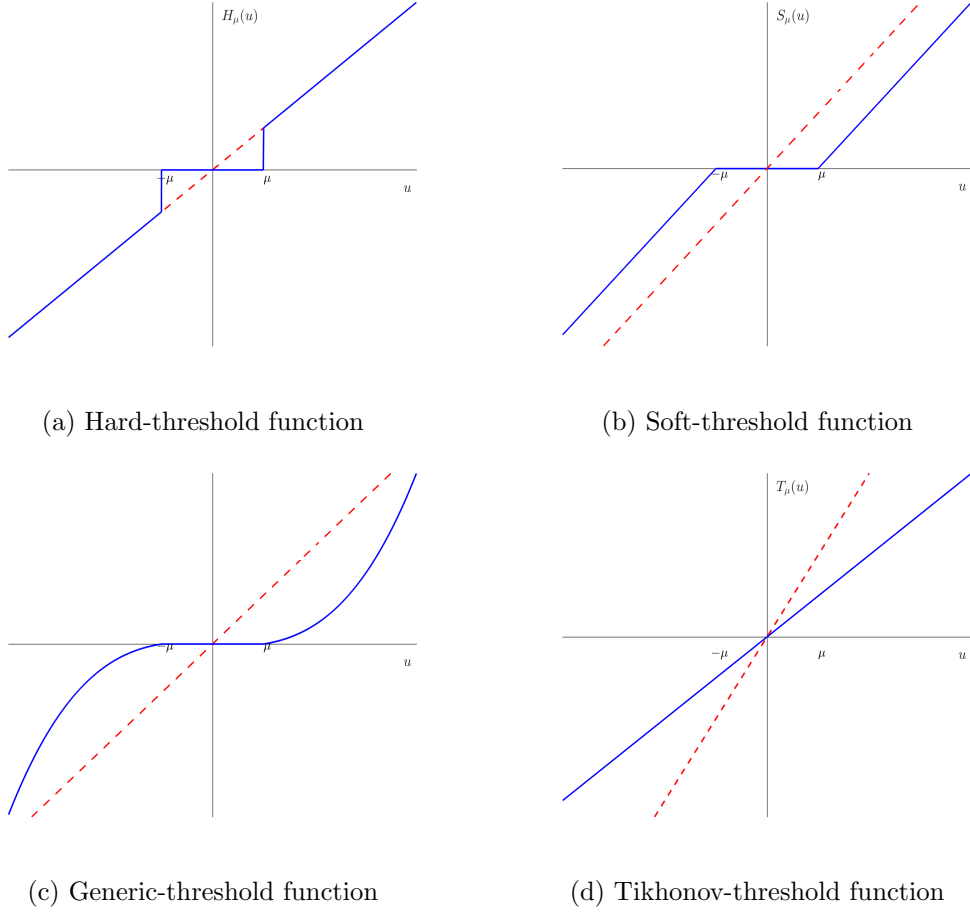 H_μ(u)
−μ
μ
u
(a) Hard-threshold function
S_μ(u)
−μ
μ
u
(b) Soft-threshold function
−μ
μ
u
(c) Generic-threshold function
T_μ(u)
−μ
μ
u
(d) Tikhonov-threshold function